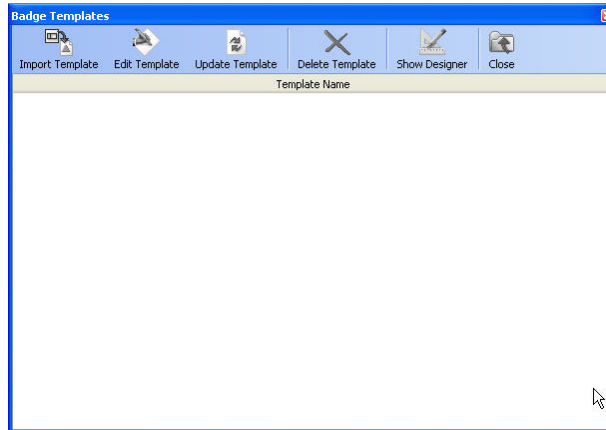 Badge Templates
Import Template Edit Template Update Template Delete Template Show Designer Close
Template Name